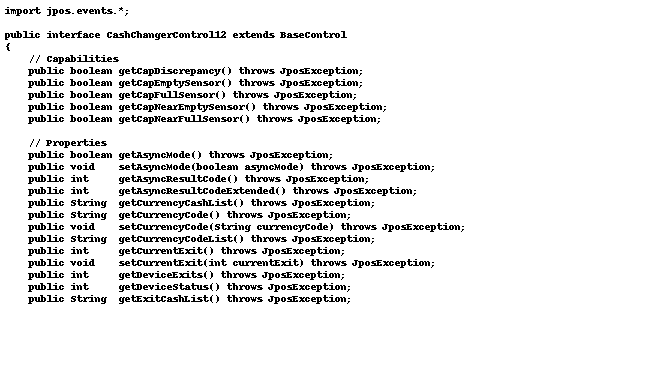 import jpos.events.*;

public interface CashChangerControl12 extends BaseControl
{
    // Capabilities
    public boolean getCapDiscrepancy() throws JposException;
    public boolean getCapEmptySensor() throws JposException;
    public boolean getCapFullSensor() throws JposException;
    public boolean getCapNearEmptySensor() throws JposException;
    public boolean getCapNearFullSensor() throws JposException;

    // Properties
    public boolean getAsyncMode() throws JposException;
    public void    setAsyncMode(boolean asyncMode) throws JposException;
    public int     getAsyncResultCode() throws JposException;
    public int     getAsyncResultCodeExtended() throws JposException;
    public String  getCurrencyCashList() throws JposException;
    public String  getCurrencyCode() throws JposException;
    public void    setCurrencyCode(String currencyCode) throws JposException;
    public String  getCurrencyCodeList() throws JposException;
    public int     getCurrentExit() throws JposException;
    public void    setCurrentExit(int currentExit) throws JposException;
    public int     getDeviceExits() throws JposException;
    public int     getDeviceStatus() throws JposException;
    public String  getExitCashList() throws JposException;